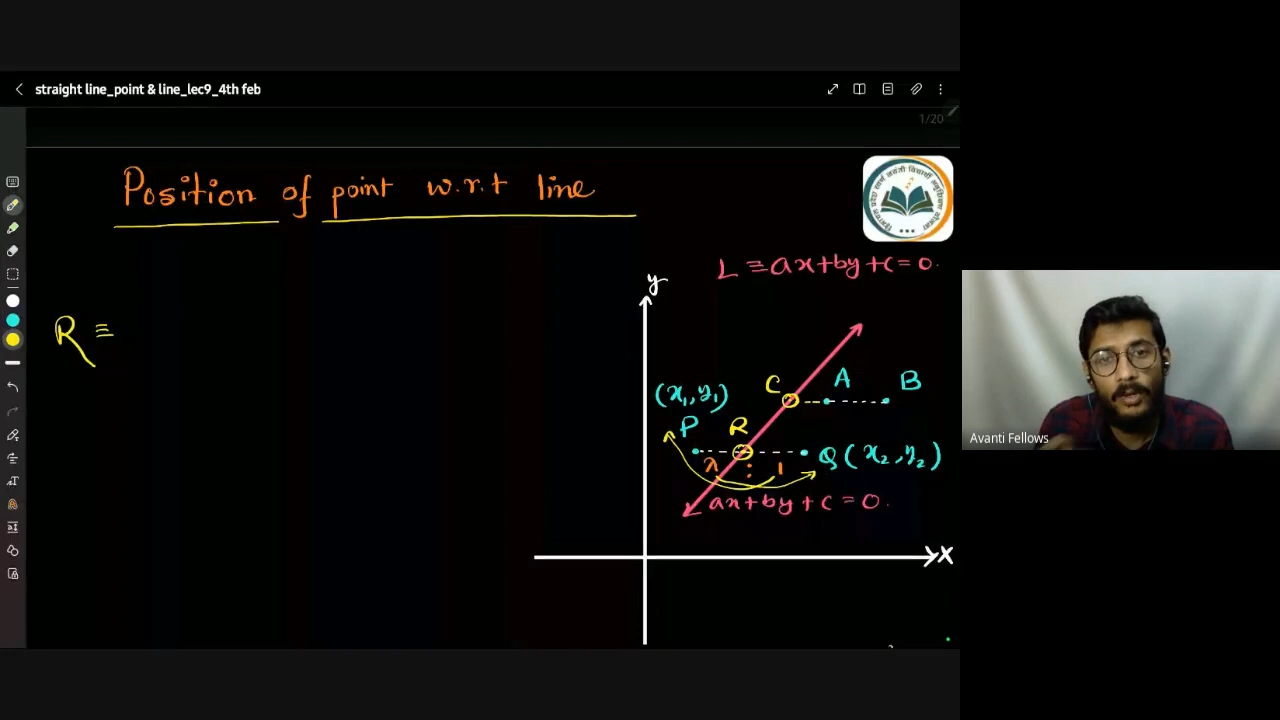 straight line_point & line_lec9_4th feb
1/20
Position of point w.r.t line
L ≡ ax+by+c=0.
y
R ≡
C A B
(x₁,y₁)
P R
Q (x₂,y₂)
λ : 1
ax+by+c=0.
X
Avanti Fellows